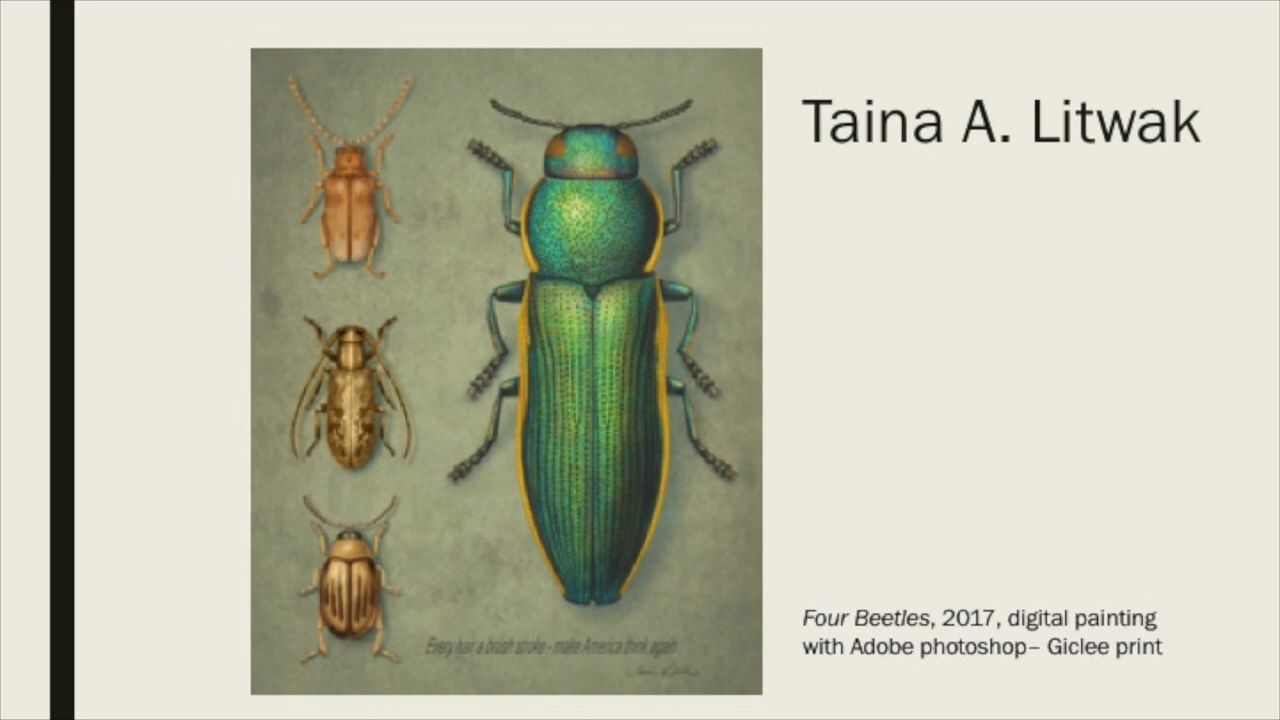 Taina A. Litwak
Every hair a brush stroke - make America think again
Four Beetles, 2017, digital painting
with Adobe photoshop– Giclee print